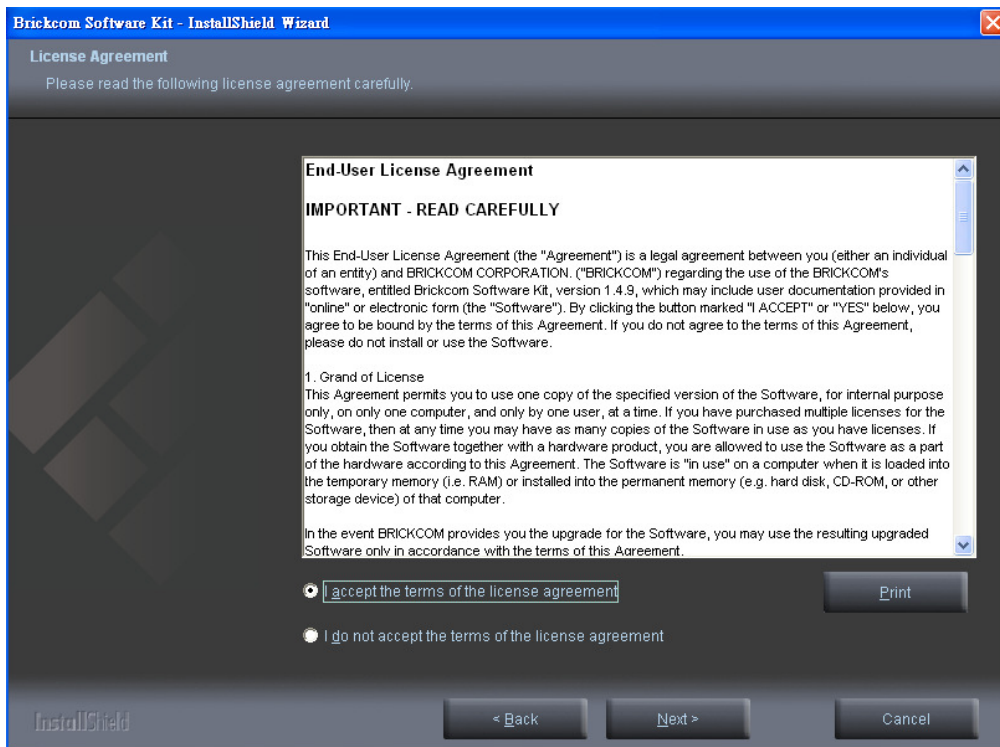 Brickcom Software Kit - InstallShield Wizard
License Agreement
Please read the following license agreement carefully.
End-User License Agreement
IMPORTANT - READ CAREFULLY
This End-User License Agreement (the "Agreement") is a legal agreement between you (either an individual
of an entity) and BRICKCOM CORPORATION. ("BRICKCOM") regarding the use of the BRICKCOM's
software, entitled Brickcom Software Kit, version 1.4.9, which may include user documentation provided in
"online" or electronic form (the "Software"). By clicking the button marked "I ACCEPT" or "YES" below, you
agree to be bound by the terms of this Agreement. If you do not agree to the terms of this Agreement,
please do not install or use the Software.
1. Grand of License
This Agreement permits you to use one copy of the specified version of the Software, for internal purpose
only, on only one computer, and only by one user, at a time. If you have purchased multiple licenses for the
Software, then at any time you may have as many copies of the Software in use as you have licenses. If
you obtain the Software together with a hardware product, you are allowed to use the Software as a part
of the hardware according to this Agreement. The Software is "in use" on a computer when it is loaded into
the temporary memory (i.e. RAM) or installed into the permanent memory (e.g. hard disk, CD-ROM, or other
storage device) of that computer.
In the event BRICKCOM provides you the upgrade for the Software, you may use the resulting upgraded
Software only in accordance with the terms of this Agreement.
I accept the terms of the license agreement
Print
I do not accept the terms of the license agreement
InstallShield
< Back
Next >
Cancel